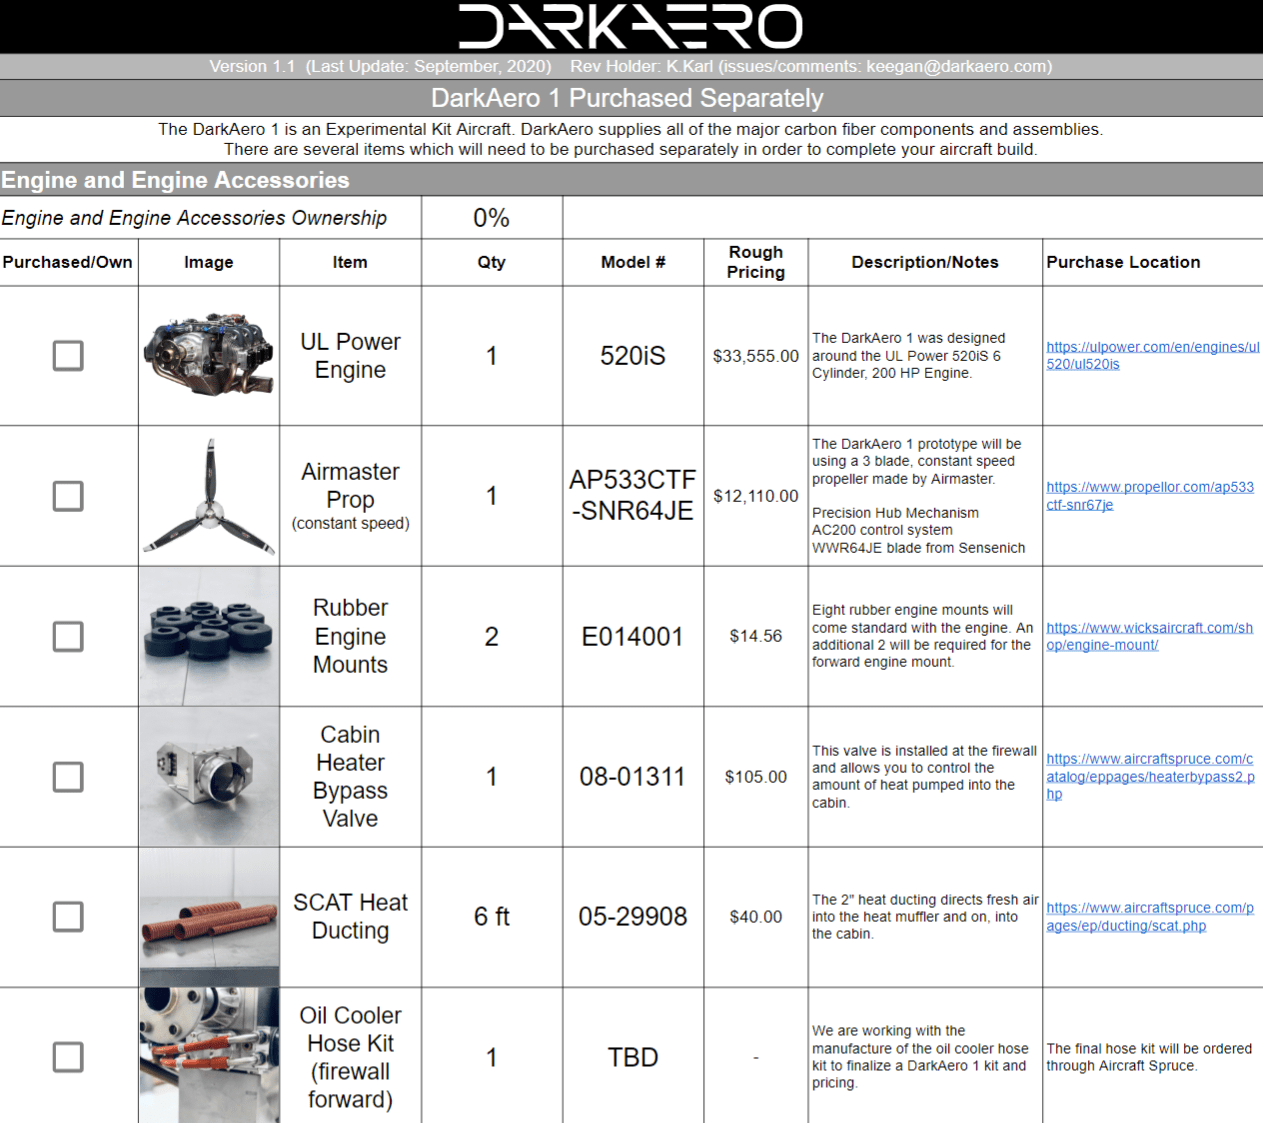 DARKAERO
Version 1.1  (Last Update: September, 2020)    Rev Holder: K.Karl (issues/comments: keegan@darkaero.com)
DarkAero 1 Purchased Separately
The DarkAero 1 is an Experimental Kit Aircraft. DarkAero supplies all of the major carbon fiber components and assemblies.
There are several items which will need to be purchased separately in order to complete your aircraft build.
Engine and Engine Accessories
Engine and Engine Accessories Ownership
0%
Purchased/Own
Image
Item
Qty
Model #
Rough
Pricing
Description/Notes
Purchase Location
UL Power
Engine
1
520iS
$33,555.00
The DarkAero 1 was designed
around the UL Power 520iS 6
Cylinder, 200 HP Engine.
https://ulpower.com/en/engines/ul
520/ul520is
Airmaster
Prop
(constant speed)
1
AP533CTF
-SNR64JE
$12,110.00
The DarkAero 1 prototype will be
using a 3 blade, constant speed
propeller made by Airmaster.
Precision Hub Mechanism
AC200 control system
WWR64JE blade from Sensenich
https://www.propellor.com/ap533
ctf-snr67je
Rubber
Engine
Mounts
2
E014001
$14.56
Eight rubber engine mounts will
come standard with the engine. An
additional 2 will be required for the
forward engine mount.
https://www.wicksaircraft.com/sh
op/engine-mount/
Cabin
Heater
Bypass
Valve
1
08-01311
$105.00
This valve is installed at the firewall
and allows you to control the
amount of heat pumped into the
cabin.
https://www.aircraftspruce.com/c
atalog/eppages/heaterbypass2.p
hp
SCAT Heat
Ducting
6 ft
05-29908
$40.00
The 2" heat ducting directs fresh air
into the heat muffler and on, into
the cabin.
https://www.aircraftspruce.com/p
ages/ep/ducting/scat.php
Oil Cooler
Hose Kit
(firewall
forward)
1
TBD
-
We are working with the
manufacture of the oil cooler hose
kit to finalize a DarkAero 1 kit and
pricing.
The final hose kit will be ordered
through Aircraft Spruce.